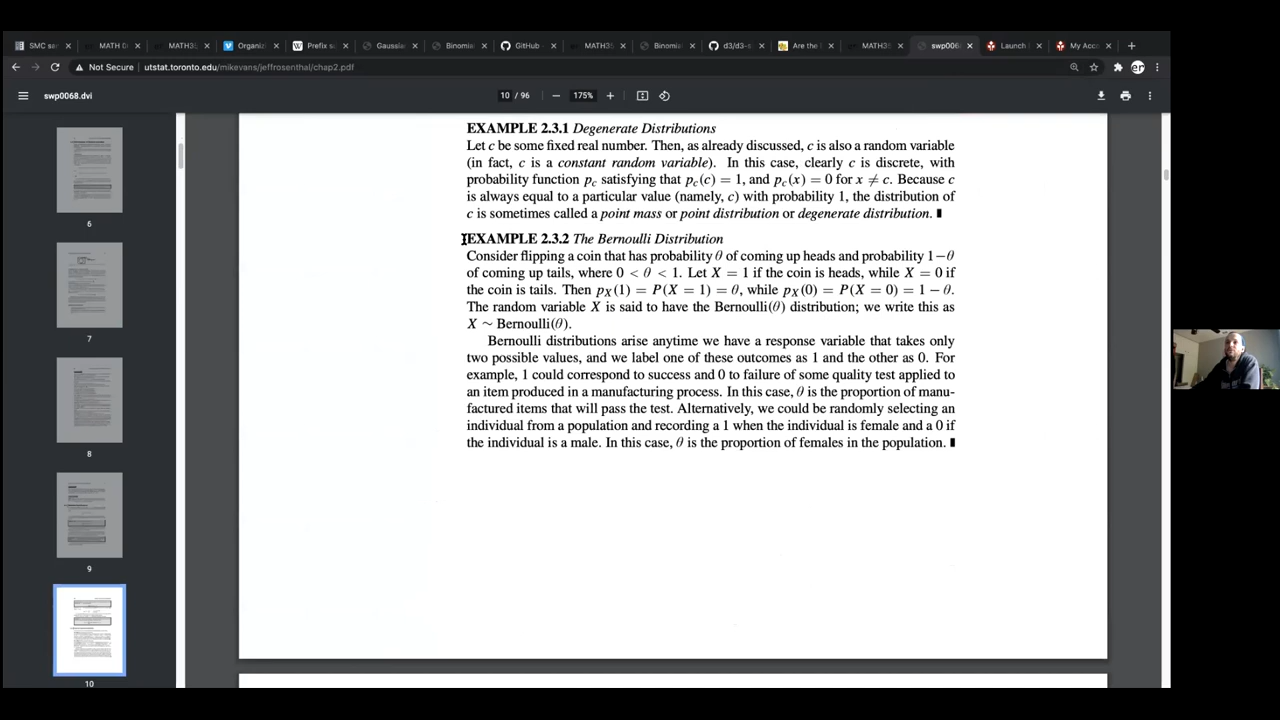 SMC sa
MATH D
MATH3
Organiz
Prefix s
Gaussia
Binomia
GitHub
MATH3
Binomia
d3/d3-s
Are the
MATH3
swp006
Launch
My Acc
Not Secure
utstat.toronto.edu/mikevans/jeffrosenthal/chap2.pdf
swp0068.dvi
10 / 96
175%
EXAMPLE 2.3.1 Degenerate Distributions
Let c be some fixed real number. Then, as already discussed, c is also a random variable
(in fact, c is a constant random variable). In this case, clearly c is discrete, with
probability function p_c satisfying that p_c(c) = 1, and p_c(x) = 0 for x ≠ c. Because c
is always equal to a particular value (namely, c) with probability 1, the distribution of
c is sometimes called a point mass or point distribution or degenerate distribution.
EXAMPLE 2.3.2 The Bernoulli Distribution
Consider flipping a coin that has probability θ of coming up heads and probability 1−θ
of coming up tails, where 0 < θ < 1. Let X = 1 if the coin is heads, while X = 0 if
the coin is tails. Then p_X(1) = P(X = 1) = θ, while p_X(0) = P(X = 0) = 1 − θ.
The random variable X is said to have the Bernoulli(θ) distribution; we write this as
X ∼ Bernoulli(θ).
Bernoulli distributions arise anytime we have a response variable that takes only
two possible values, and we label one of these outcomes as 1 and the other as 0. For
example, 1 could correspond to success and 0 to failure of some quality test applied to
an item produced in a manufacturing process. In this case, θ is the proportion of manu-
factured items that will pass the test. Alternatively, we could be randomly selecting an
individual from a population and recording a 1 when the individual is female and a 0 if
the individual is a male. In this case, θ is the proportion of females in the population.
6
7
8
9
10